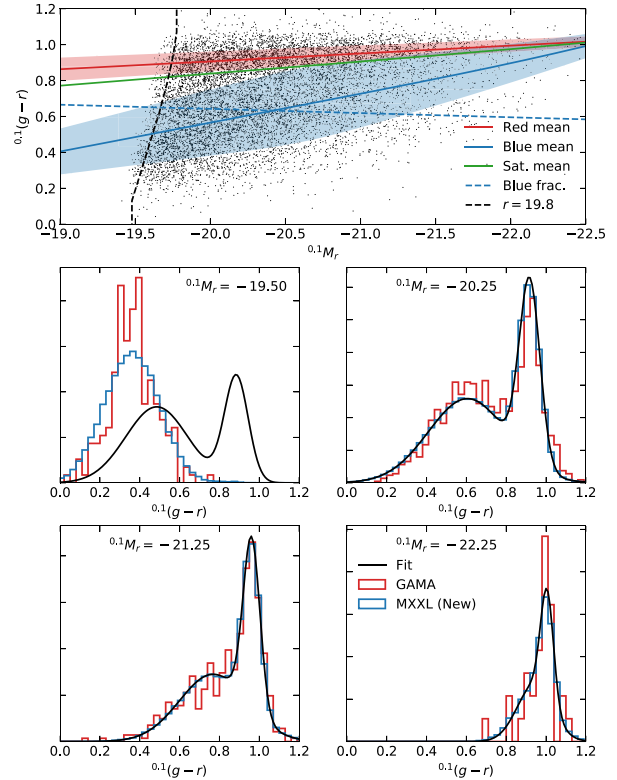 1.2
1.0
0.8
0.6
0.4
0.2
0.0
0.1(g−r)
Red mean
Blue mean
Sat. mean
Blue frac.
r = 19.8
−19.0 −19.5 −20.0 −20.5 −21.0 −21.5 −22.0 −22.5
0.1Mr
0.1Mr = −19.50
0.0 0.2 0.4 0.6 0.8 1.0 1.2
0.1(g−r)
0.1Mr = −20.25
0.0 0.2 0.4 0.6 0.8 1.0 1.2
0.1(g−r)
0.1Mr = −21.25
0.0 0.2 0.4 0.6 0.8 1.0 1.2
0.1(g−r)
0.1Mr = −22.25
Fit
GAMA
MXXL (New)
0.0 0.2 0.4 0.6 0.8 1.0 1.2
0.1(g−r)